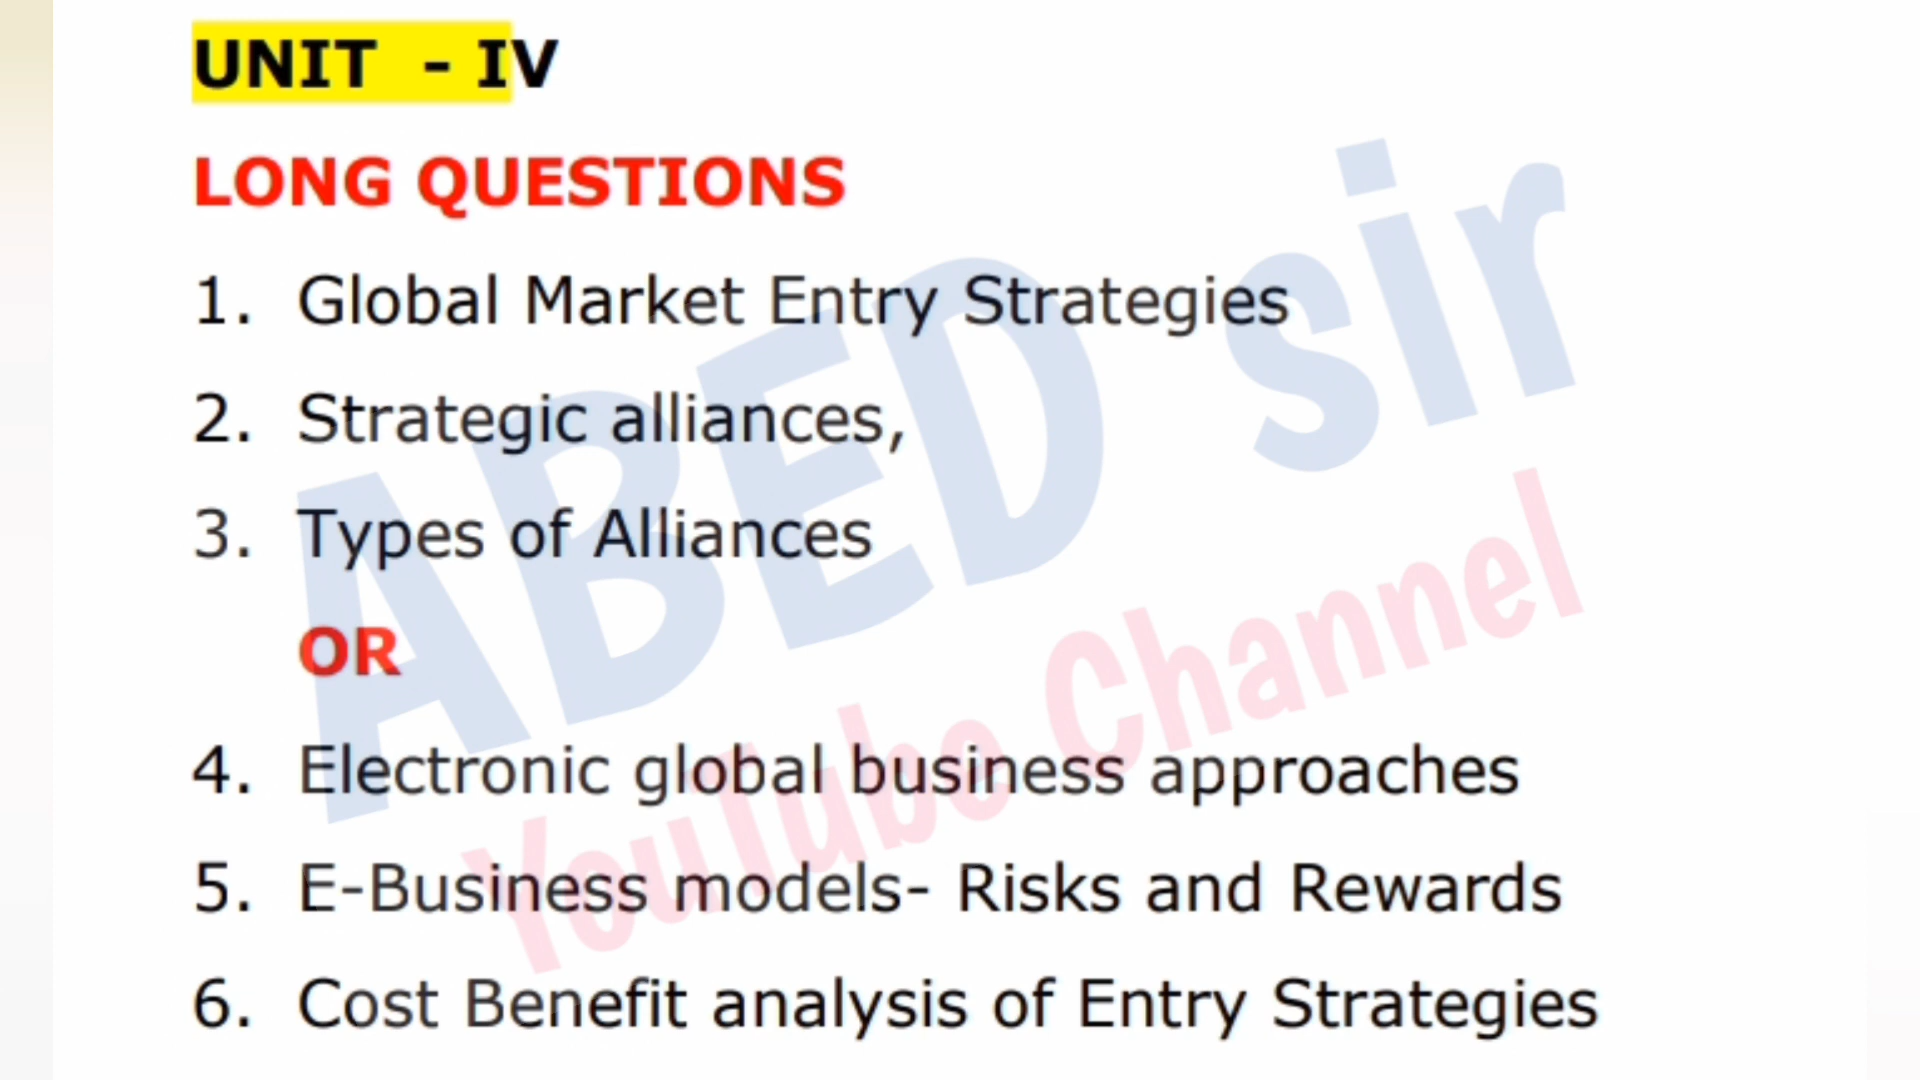 UNIT - IV
LONG QUESTIONS
1. Global Market Entry Strategies
2. Strategic alliances,
3. Types of Alliances
OR
4. Electronic global business approaches
5. E-Business models- Risks and Rewards
6. Cost Benefit analysis of Entry Strategies
ABED sir
YouTube Channel